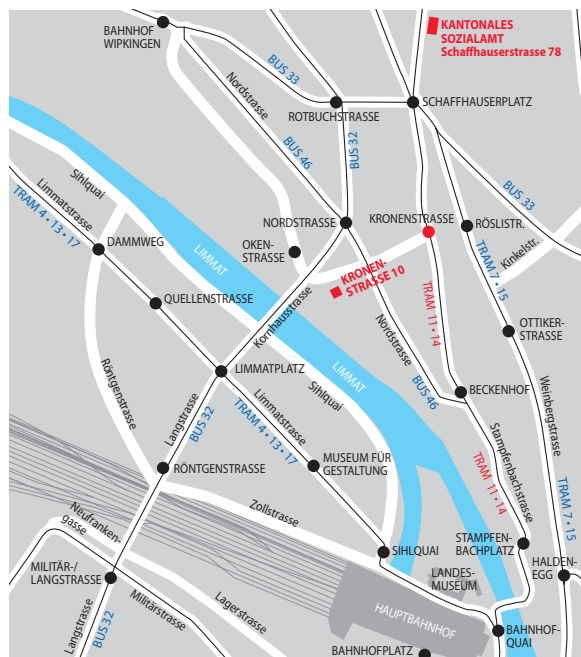 KANTONALES
SOZIALAMT
Schaffhauserstrasse 78
BAHNHOF
WIPKINGEN
BUS 33
Nordstrasse
ROTBUCHSTRASSE
SCHAFFHAUSERPLATZ
BUS 32
BUS 46
Sihlquai
Limmatstrasse
TRAM 4 • 13 • 17
BUS 33
NORDSTRASSE
KRONENSTRASSE
RÖSLISTR.
Kinkelstr.
DAMMWEG
LIMMAT
OKEN-
STRASSE
KRONEN-
STRASSE 10
TRAM 7 • 15
TRAM 11 • 14
QUELLENSTRASSE
Kornhausstrasse
Nordstrasse
OTTIKER-
STRASSE
Röntgenstrasse
LIMMATPLATZ
LIMMAT
Sihlquai
BUS 46
BECKENHOF
Weinbergstrasse
Langstrasse
BUS 32
Limmatstrasse
TRAM 4 • 13 • 17
Stampfenbachstrasse
TRAM 11 • 14
RÖNTGENSTRASSE
MUSEUM FÜR
GESTALTUNG
TRAM 7 • 15
Zollstrasse
Neufranken-
gasse
SIHLQUAI
STAMPFEN-
BACHPLATZ
MILITÄR-/
LANGSTRASSE
LANDES-
MUSEUM
HALDEN-
EGG
Militärstrasse
Lagerstrasse
HAUPTBAHNHOF
Langstrasse
BUS 32
BAHNHOF-
QUAI
BAHNHOFPLATZ